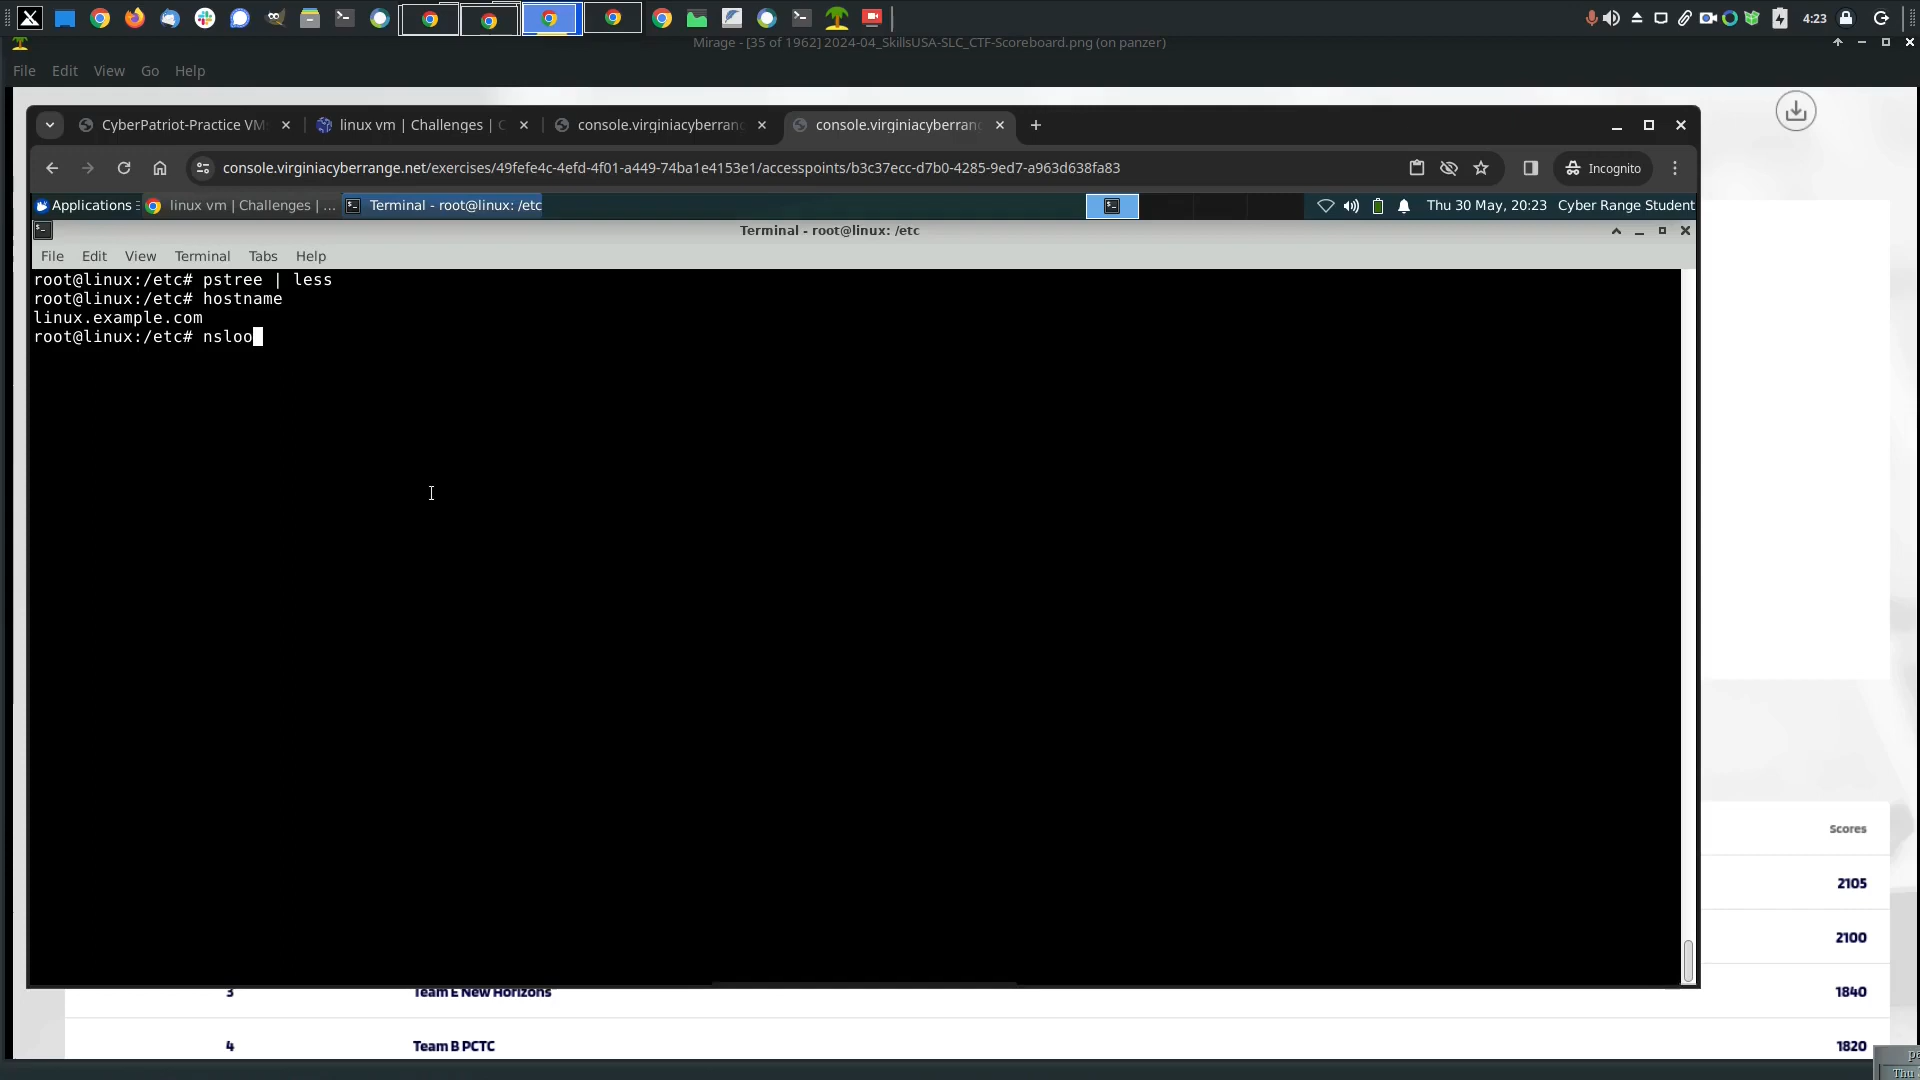 4:23
Mirage - [35 of 1962] 2024-04_SkillsUSA-SLC_CTF-Scoreboard.png (on panzer)
File Edit View Go Help
CyberPatriot-Practice VM
linux vm | Challenges | C
console.virginiacyberran
console.virginiacyberran
console.virginiacyberrange.net/exercises/49fefe4c-4efd-4f01-a449-74ba1e4153e1/accesspoints/b3c37ecc-d7b0-4285-9ed7-a963d638fa83
Incognito
Applications
linux vm | Challenges | ...
Terminal - root@linux: /etc
Thu 30 May, 20:23 Cyber Range Student
Terminal - root@linux: /etc
File Edit View Terminal Tabs Help
root@linux:/etc# pstree | less
root@linux:/etc# hostname
linux.example.com
root@linux:/etc# nsloo
Scores
2105
2100
3 Team E New Horizons 1840
4 Team B PCTC 1820
Thu